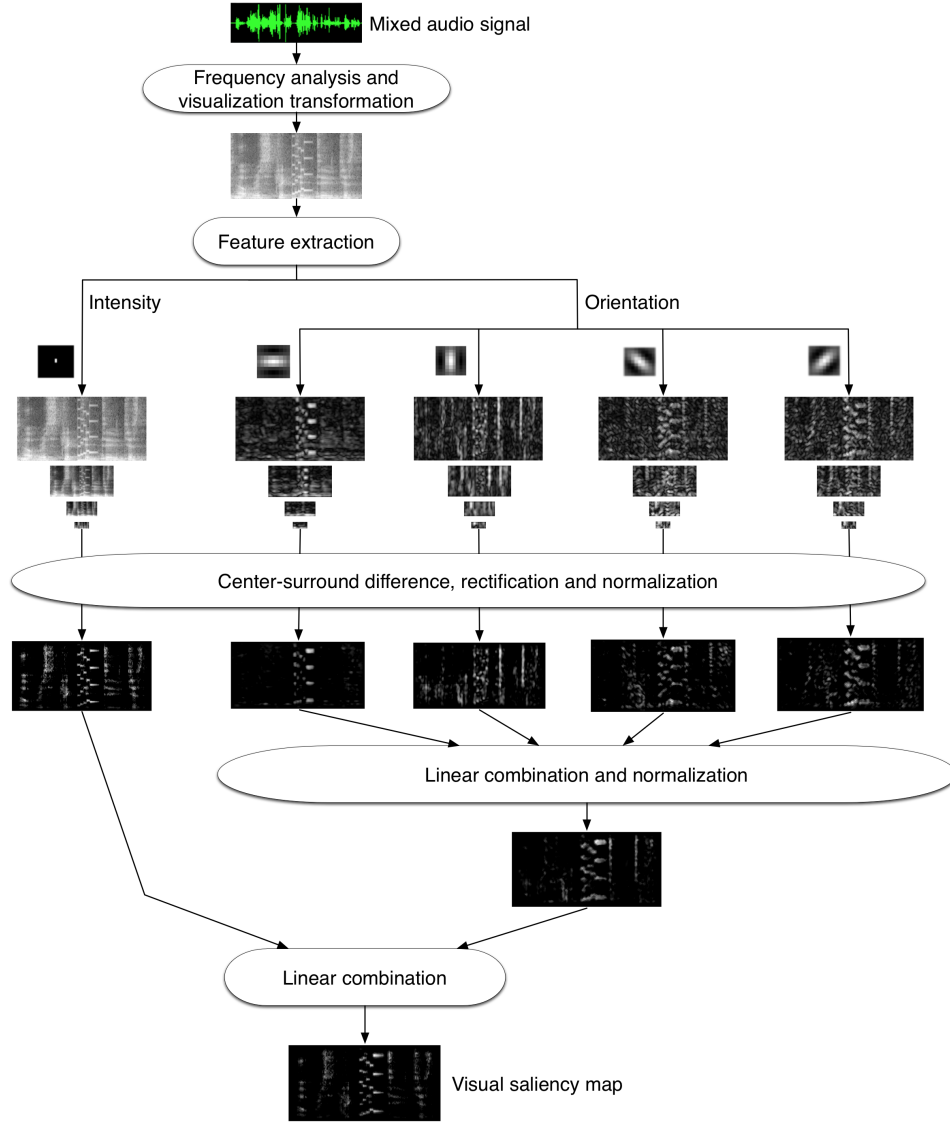 Mixed audio signal
Frequency analysis and
visualization transformation
Feature extraction
Intensity
Orientation
Center-surround difference, rectification and normalization
Linear combination and normalization
Linear combination
Visual saliency map